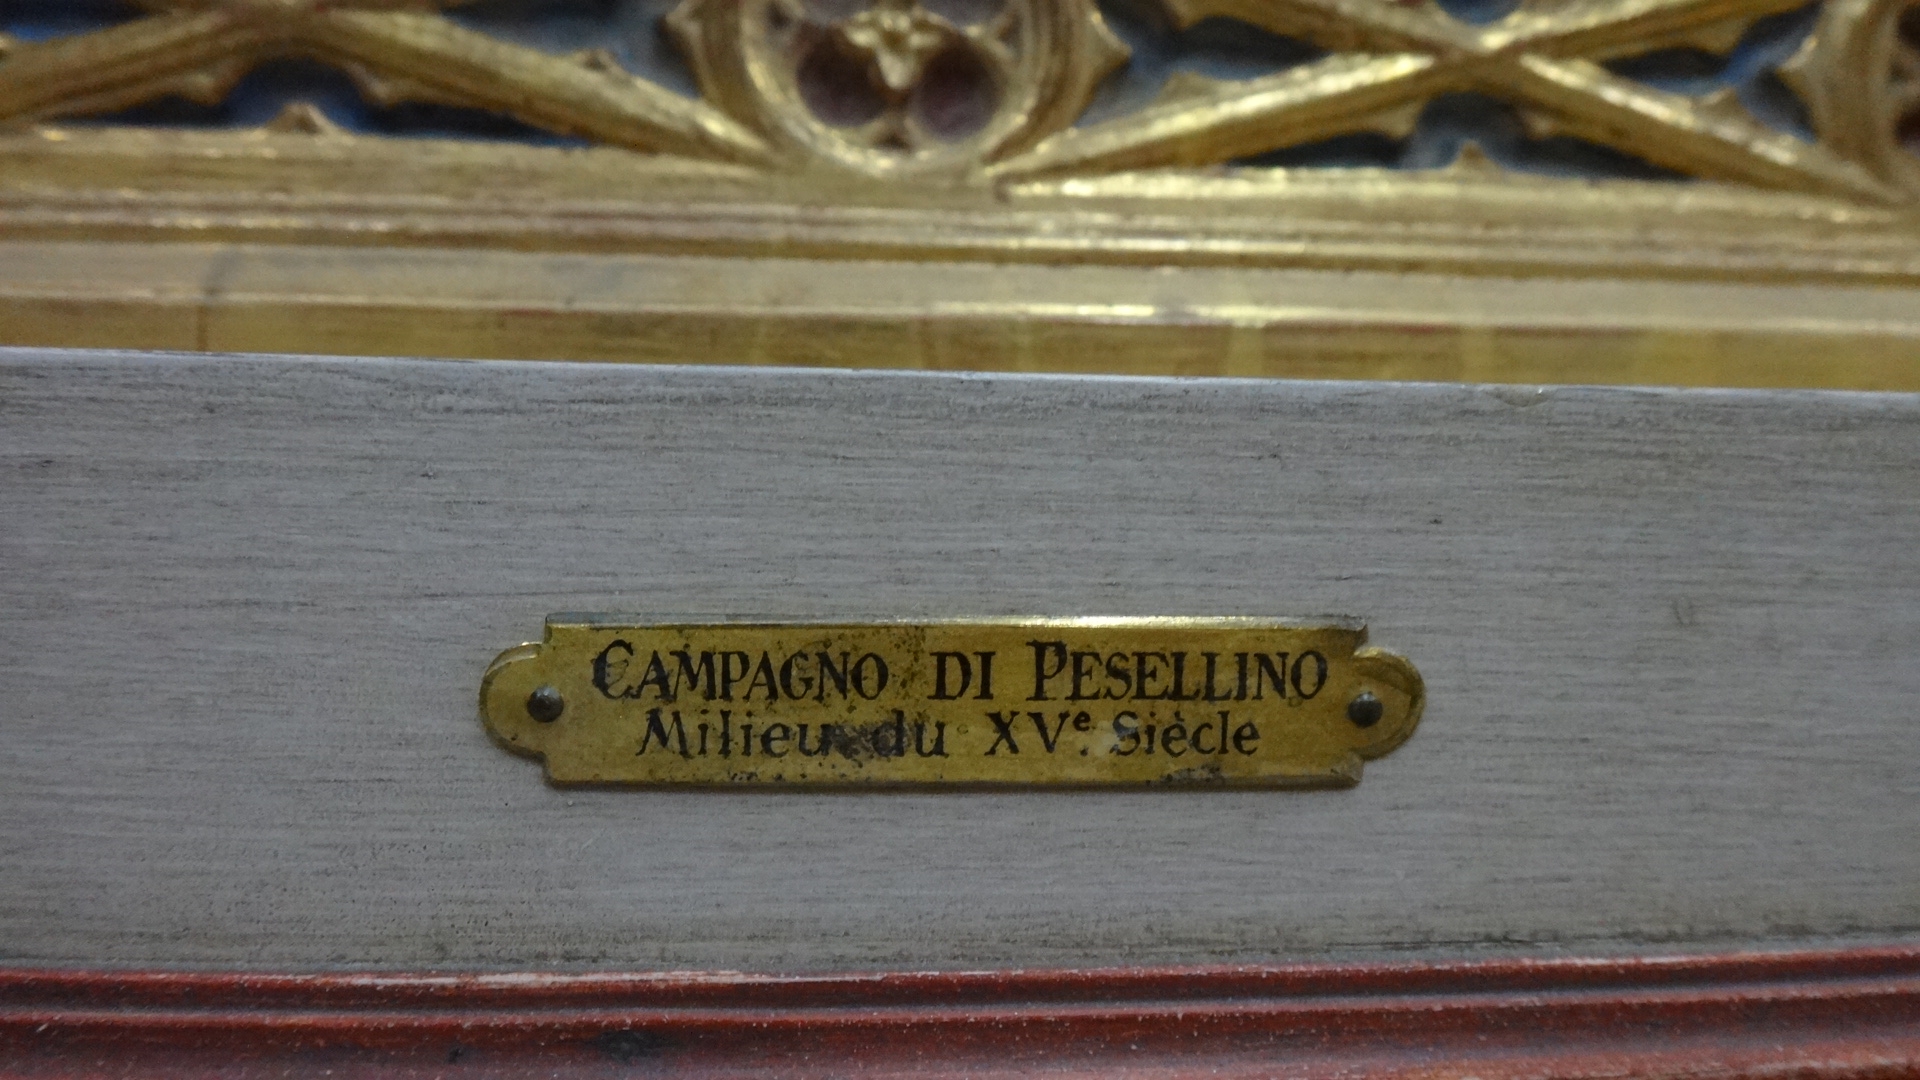 CAMPAGNO DI PESELLINO
Milieu du XVe. Siècle